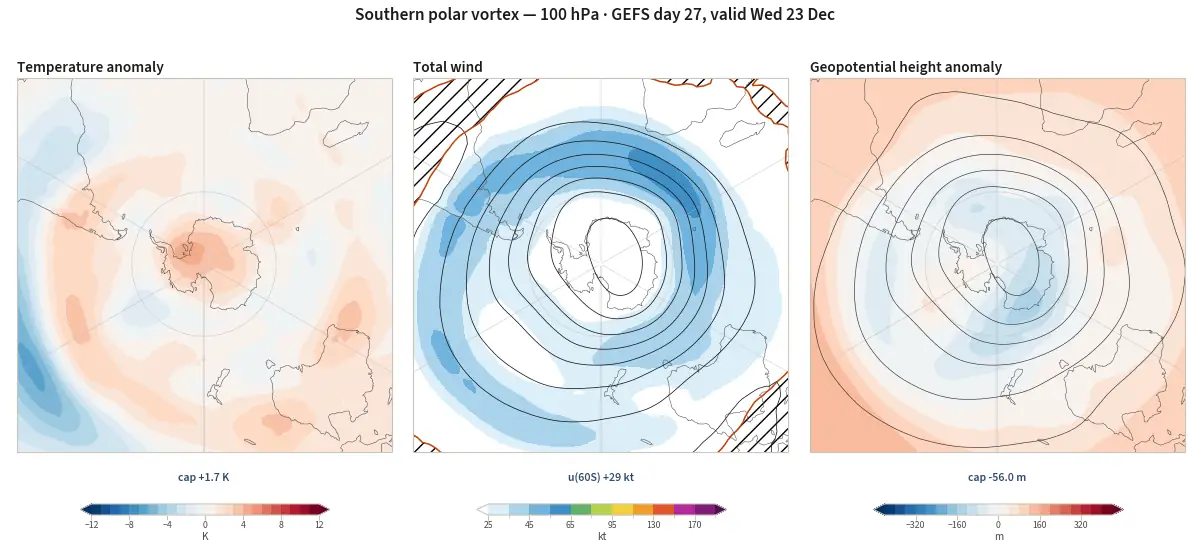 Southern polar vortex — 100 hPa · GEFS day 27, valid Wed 23 Dec
Temperature anomaly
Total wind
Geopotential height anomaly
cap +1.7 K
u(60S) +29 kt
cap -56.0 m
−12 −8 −4 0 4 8 12
K
25 45 65 95 130 170
kt
−320 −160 0 160 320
m